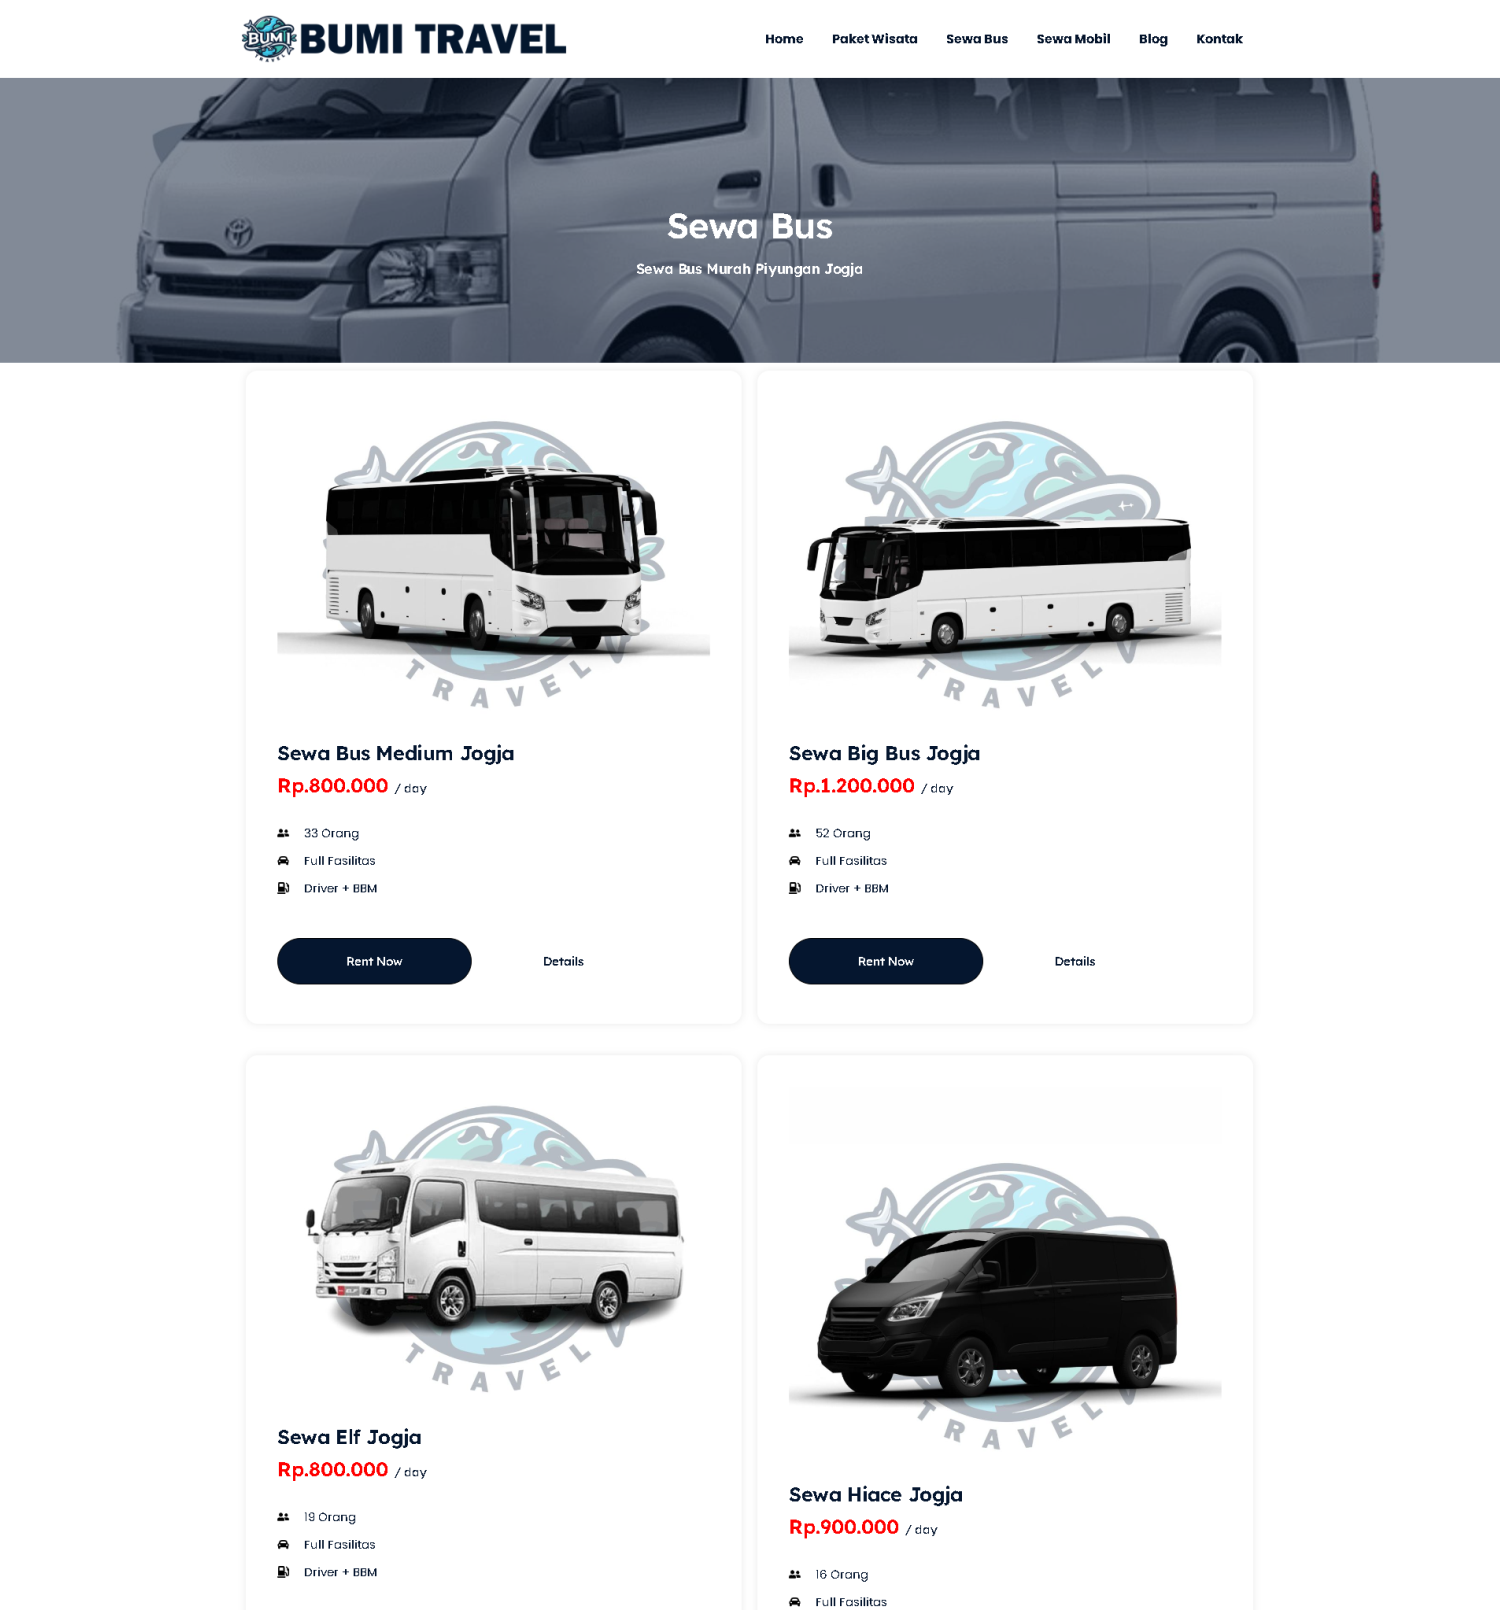 BUMI
TRAVEL
BUMI TRAVEL
Home
Paket Wisata
Sewa Bus
Sewa Mobil
Blog
Kontak
Sewa Bus
Sewa Bus Murah Piyungan Jogja
TRAVEL
TRAVEL
Sewa Bus Medium Jogja
Rp.800.000 / day
33 Orang
Full Fasilitas
Driver + BBM
Rent Now
Details
Sewa Big Bus Jogja
Rp.1.200.000 / day
52 Orang
Full Fasilitas
Driver + BBM
Rent Now
Details
TRAVEL
TRAVEL
Sewa Elf Jogja
Rp.800.000 / day
19 Orang
Full Fasilitas
Driver + BBM
Sewa Hiace Jogja
Rp.900.000 / day
16 Orang
Full Fasilitas